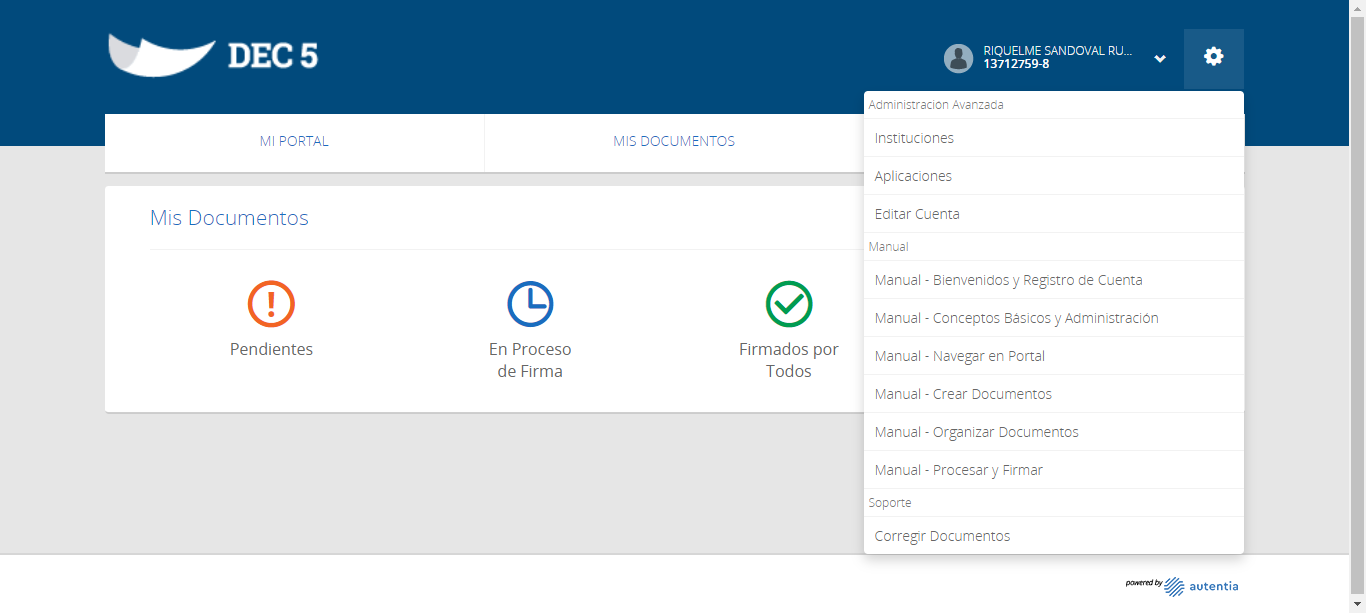 DEC 5
RIQUELME SANDOVAL RU...
13712759-8
MI PORTAL
MIS DOCUMENTOS
Administración Avanzada
Instituciones
Aplicaciones
Editar Cuenta
Manual
Manual - Bienvenidos y Registro de Cuenta
Manual - Conceptos Básicos y Administración
Manual - Navegar en Portal
Manual - Crear Documentos
Manual - Organizar Documentos
Manual - Procesar y Firmar
Soporte
Corregir Documentos
Mis Documentos
Pendientes
En Proceso
de Firma
Firmados por
Todos
powered by autentia